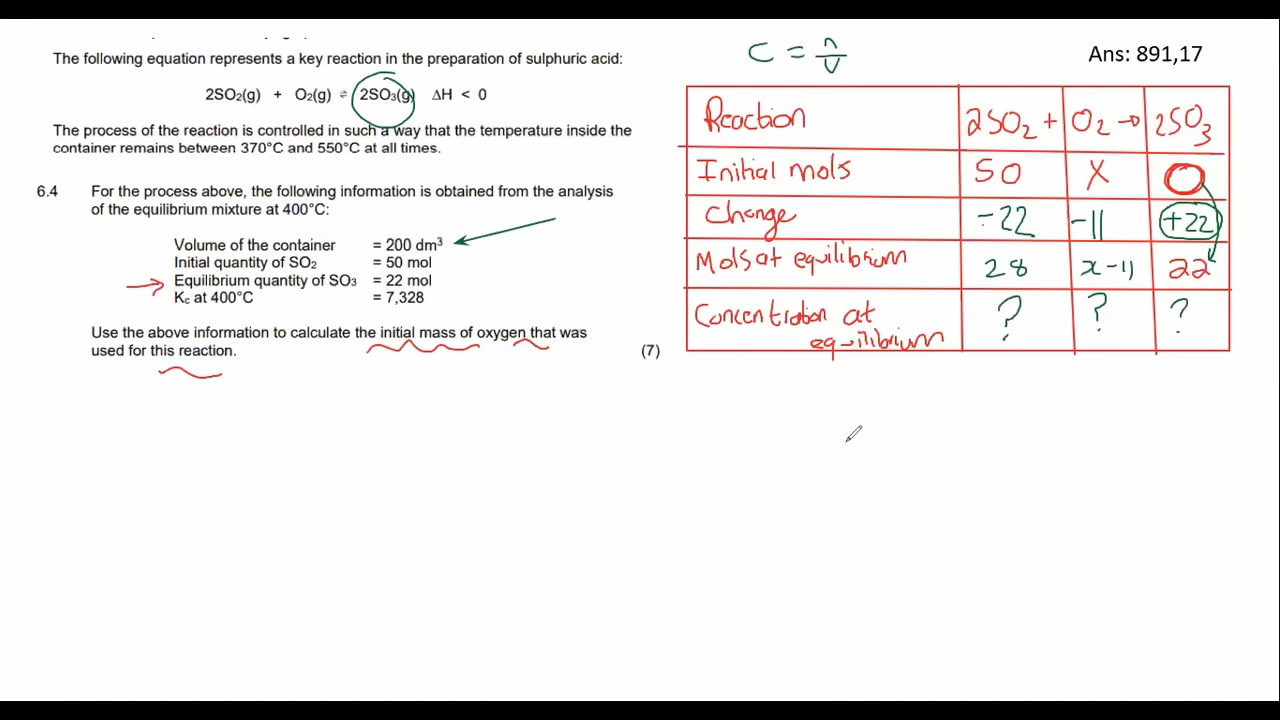 The following equation represents a key reaction in the preparation of sulphuric acid:
2SO₂(g) + O₂(g) ⇌ 2SO₃(g) ΔH < 0
The process of the reaction is controlled in such a way that the temperature inside the
container remains between 370°C and 550°C at all times.
6.4 For the process above, the following information is obtained from the analysis
of the equilibrium mixture at 400°C:
Volume of the container = 200 dm³
Initial quantity of SO₂ = 50 mol
Equilibrium quantity of SO₃ = 22 mol
Kc at 400°C = 7,328
Use the above information to calculate the initial mass of oxygen that was
used for this reaction. (7)
C = n/V
Ans: 891,17
Reaction 2SO₂ + O₂ → 2SO₃
Initial mols 50 X 0
Change -22 -11 +22
Mols at equilibrium 28 x-11 22
Concentration at ? ? ?
equilibrium